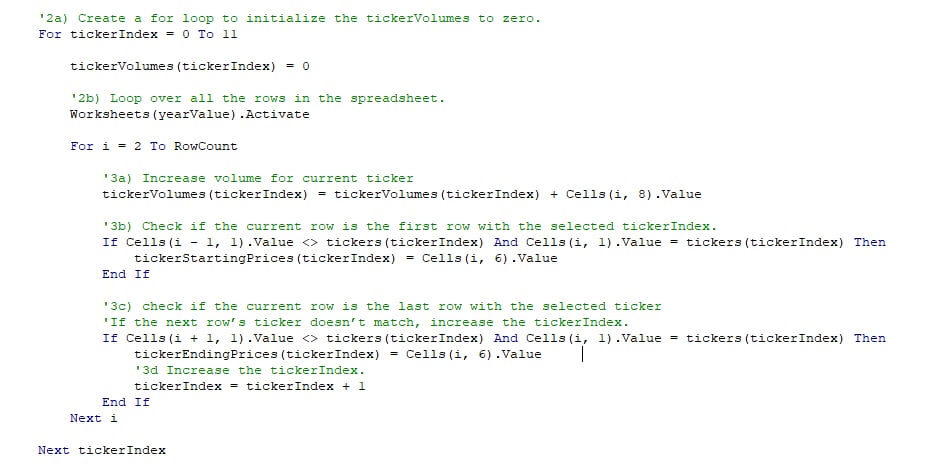 '2a) Create a for loop to initialize the tickerVolumes to zero.
For tickerIndex = 0 To 11
tickerVolumes(tickerIndex) = 0
'2b) Loop over all the rows in the spreadsheet.
Worksheets(yearValue).Activate
For i = 2 To RowCount
'3a) Increase volume for current ticker
tickerVolumes(tickerIndex) = tickerVolumes(tickerIndex) + Cells(i, 8).Value
'3b) Check if the current row is the first row with the selected tickerIndex.
If Cells(i - 1, 1).Value <> tickers(tickerIndex) And Cells(i, 1).Value = tickers(tickerIndex) Then
tickerStartingPrices(tickerIndex) = Cells(i, 6).Value
End If
'3c) check if the current row is the last row with the selected ticker
'If the next row's ticker doesn't match, increase the tickerIndex.
If Cells(i + 1, 1).Value <> tickers(tickerIndex) And Cells(i, 1).Value = tickers(tickerIndex) Then
tickerEndingPrices(tickerIndex) = Cells(i, 6).Value
'3d Increase the tickerIndex.
tickerIndex = tickerIndex + 1
End If
Next i
Next tickerIndex